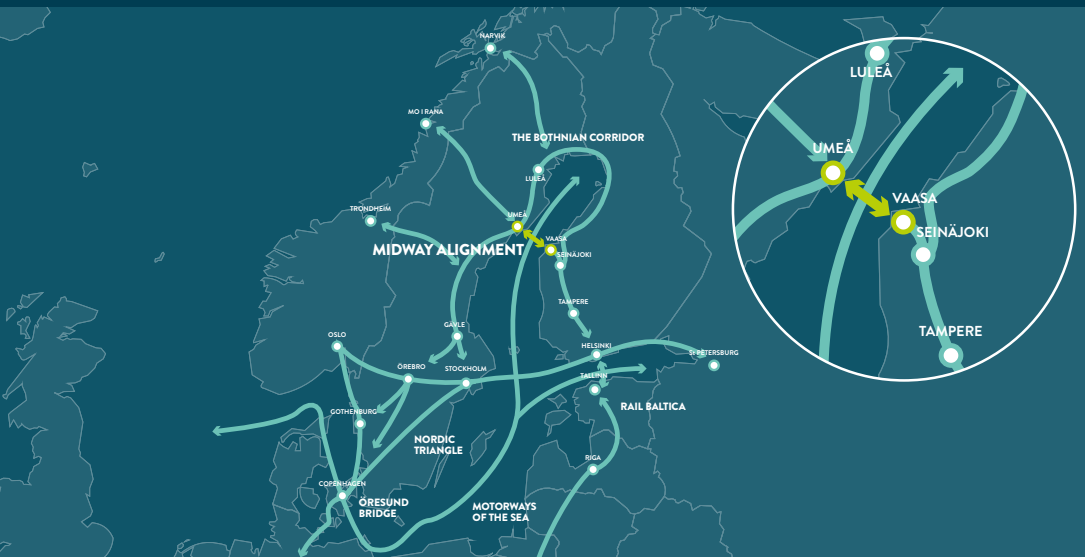 NARVIK
MO I RANA
THE BOTHNIAN CORRIDOR
LULEÅ
TRONDHEIM
UMEÅ
VAASA
MIDWAY ALIGNMENT
SEINÄJOKI
TAMPERE
GÄVLE
OSLO
HELSINKI
ST PETERSBURG
ÖREBRO
STOCKHOLM
TALLINN
RAIL BALTICA
GOTHENBURG
NORDIC
TRIANGLE
RIGA
COPENHAGEN
ÖRESUND
BRIDGE
MOTORWAYS
OF THE SEA
LULEÅ
UMEÅ
VAASA
SEINÄJOKI
TAMPERE